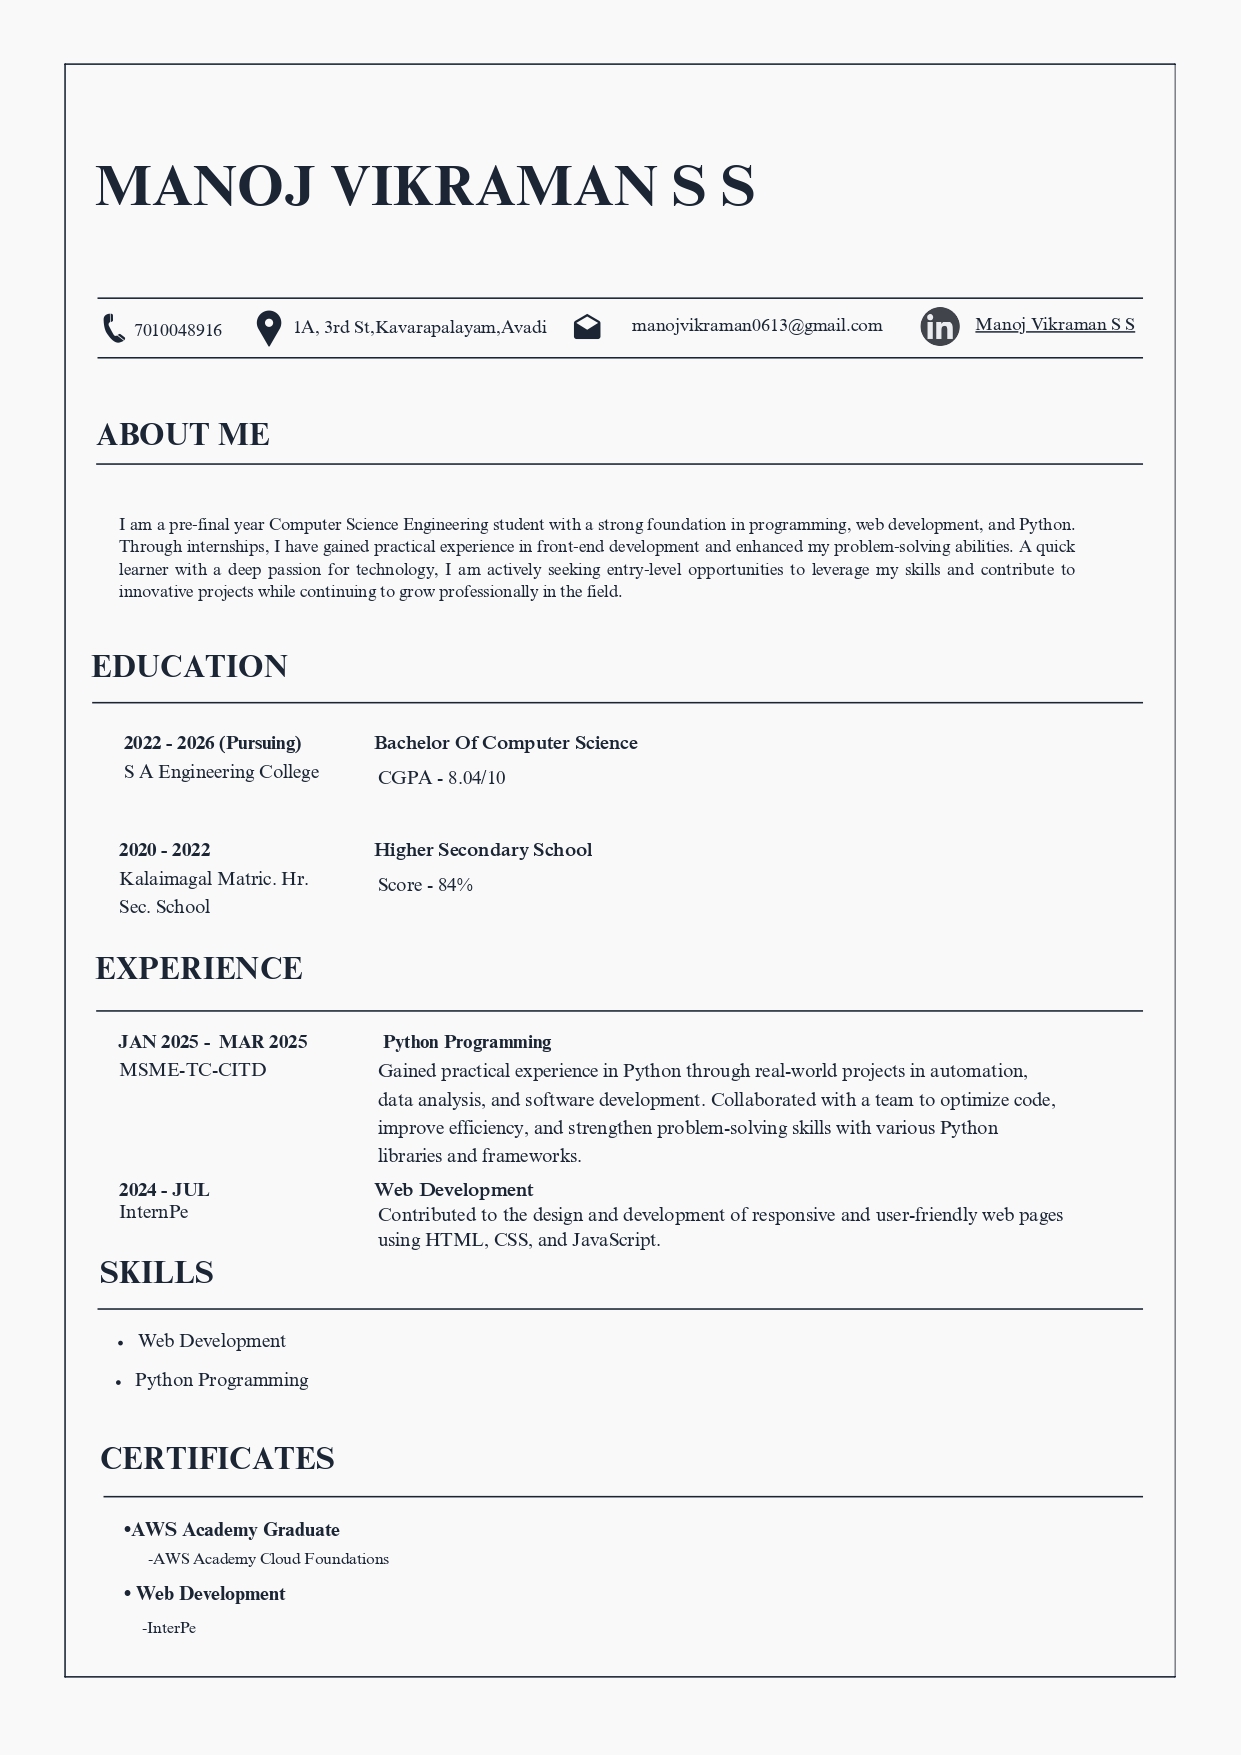 MANOJ VIKRAMAN S S
7010048916 1A, 3rd St,Kavarapalayam,Avadi manojvikraman0613@gmail.com in Manoj Vikraman S S
ABOUT ME
I am a pre-final year Computer Science Engineering student with a strong foundation in programming, web development, and Python.
Through internships, I have gained practical experience in front-end development and enhanced my problem-solving abilities. A quick
learner with a deep passion for technology, I am actively seeking entry-level opportunities to leverage my skills and contribute to
innovative projects while continuing to grow professionally in the field.
EDUCATION
2022 - 2026 (Pursuing) Bachelor Of Computer Science
S A Engineering College CGPA - 8.04/10
2020 - 2022 Higher Secondary School
Kalaimagal Matric. Hr. Score - 84%
Sec. School
EXPERIENCE
JAN 2025 - MAR 2025 Python Programming
MSME-TC-CITD Gained practical experience in Python through real-world projects in automation,
data analysis, and software development. Collaborated with a team to optimize code,
improve efficiency, and strengthen problem-solving skills with various Python
libraries and frameworks.
2024 - JUL Web Development
InternPe Contributed to the design and development of responsive and user-friendly web pages
using HTML, CSS, and JavaScript.
SKILLS
• Web Development
• Python Programming
CERTIFICATES
•AWS Academy Graduate
-AWS Academy Cloud Foundations
• Web Development
-InterPe